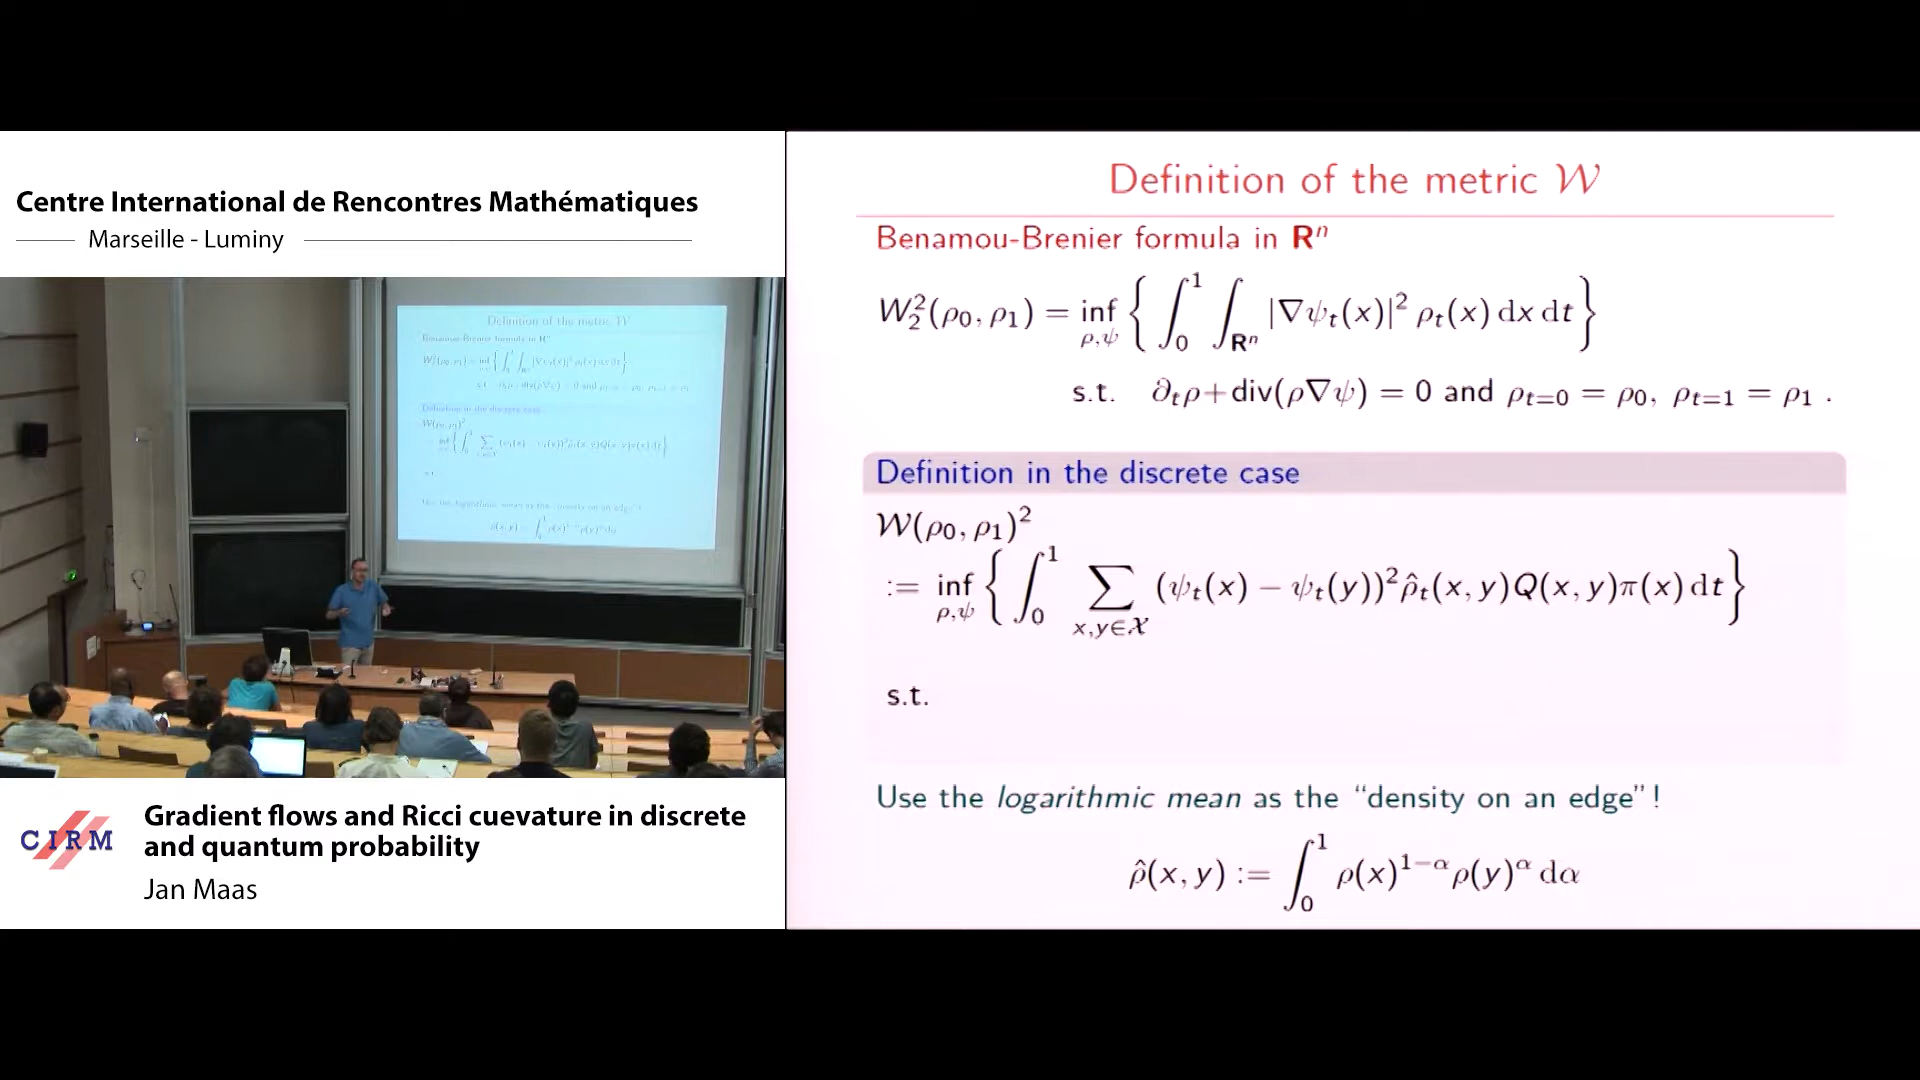 Centre International de Rencontres Mathématiques
Marseille - Luminy
Definition of the metric 𝒲
Benamou-Brenier formula in Rⁿ
W₂²(ρ₀, ρ₁) = inf_{ρ,ψ} { ∫₀¹ ∫_{Rⁿ} |∇ψₜ(x)|² ρₜ(x) dx dt }
s.t. ∂ₜρ+div(ρ∇ψ) = 0 and ρₜ₌₀ = ρ₀, ρₜ₌₁ = ρ₁ .
Definition in the discrete case
𝒲(ρ₀, ρ₁)²
:= inf_{ρ,ψ} { ∫₀¹ ∑_{x,y∈𝒳} (ψₜ(x) − ψₜ(y))² ρ̂ₜ(x, y)Q(x, y)π(x) dt }
s.t.
Use the logarithmic mean as the “density on an edge”!
ρ̂(x, y) := ∫₀¹ ρ(x)^{1−α} ρ(y)^α dα
CIRM
Gradient flows and Ricci cuevature in discrete
and quantum probability
Jan Maas